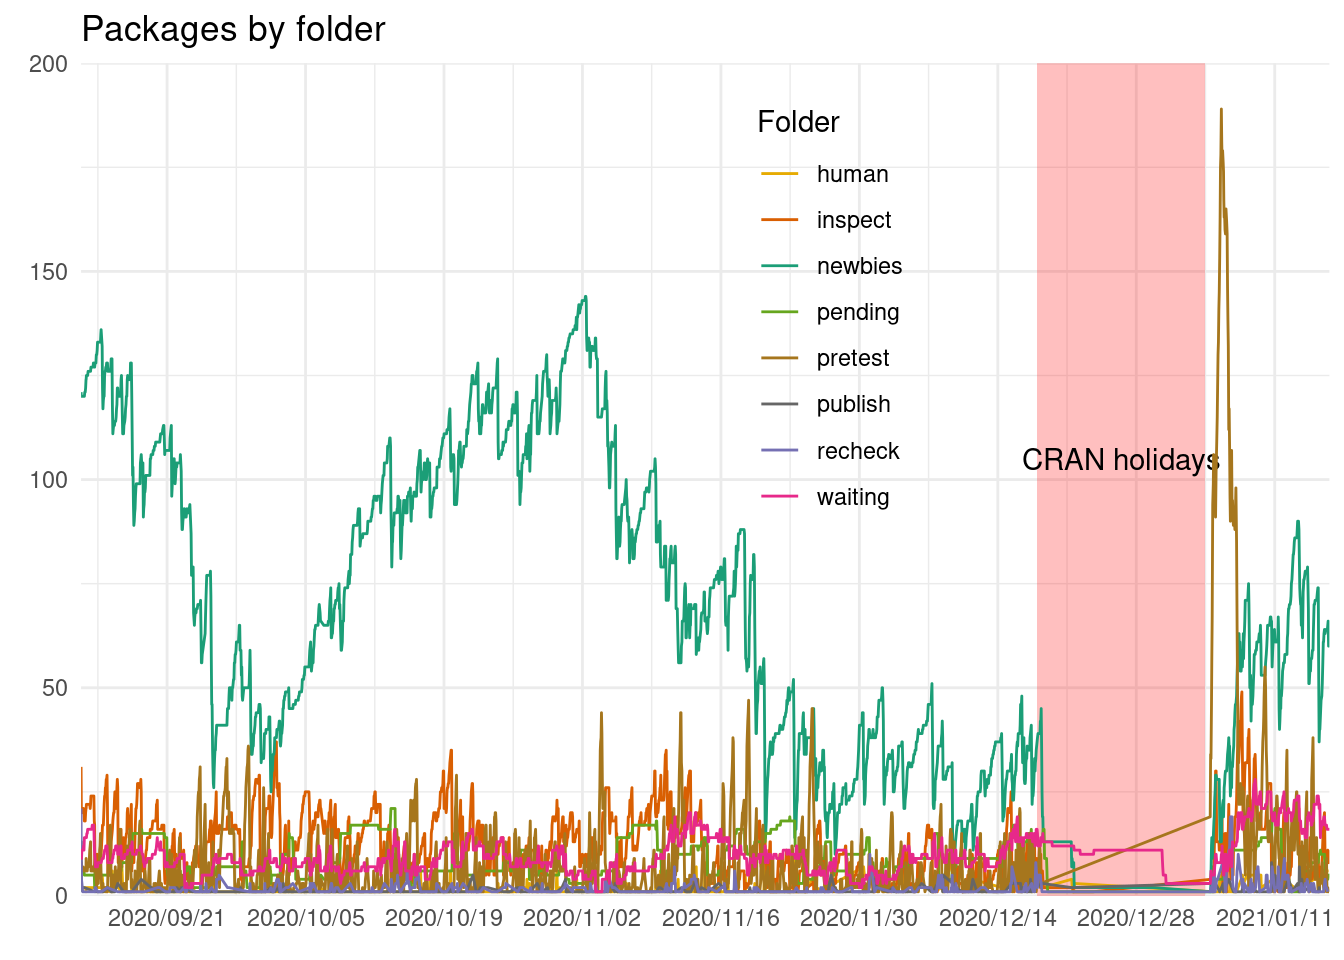 Packages by folder
200
150
100
50
0
Folder
human
inspect
newbies
pending
pretest
publish
recheck
waiting
CRAN holidays
2020/09/21 2020/10/05 2020/10/19 2020/11/02 2020/11/16 2020/11/30 2020/12/14 2020/12/28 2021/01/11